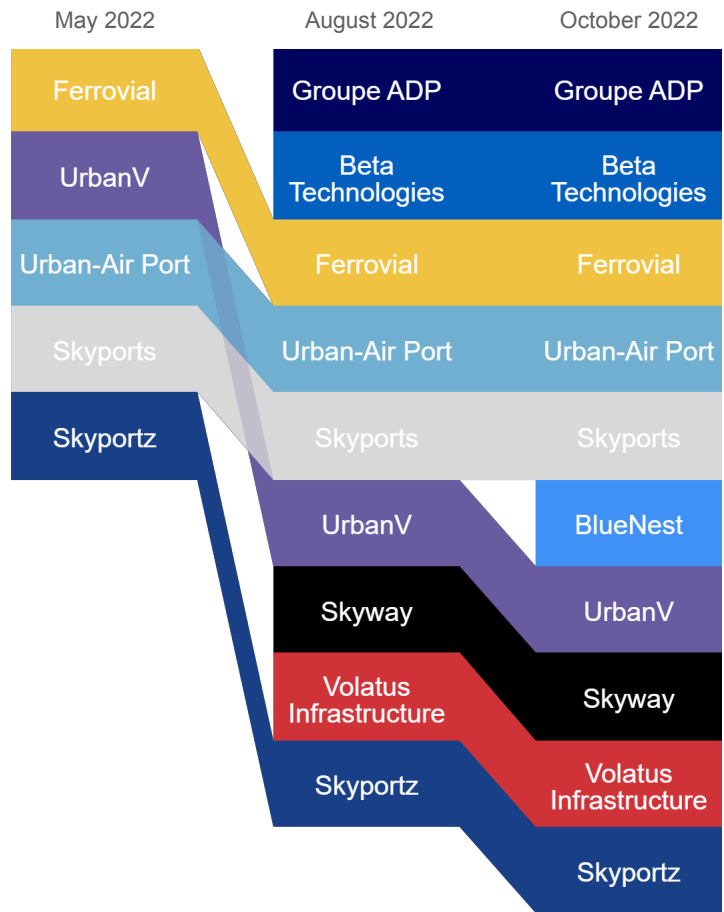 May 2022
August 2022
October 2022
Ferrovial
UrbanV
Urban-Air Port
Skyports
Skyportz
Groupe ADP
Beta
Technologies
Ferrovial
Urban-Air Port
Skyports
UrbanV
Skyway
Volatus
Infrastructure
Skyportz
Groupe ADP
Beta
Technologies
Ferrovial
Urban-Air Port
Skyports
BlueNest
UrbanV
Skyway
Volatus
Infrastructure
Skyportz